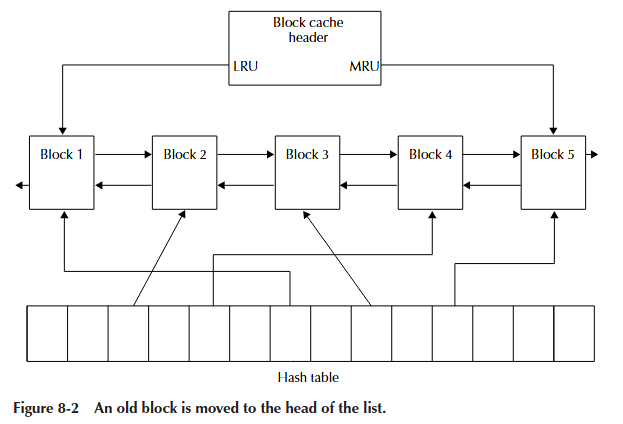 Block cache
header
LRU MRU
Block 1 Block 2 Block 3 Block 4 Block 5
Hash table
Figure 8-2 An old block is moved to the head of the list.